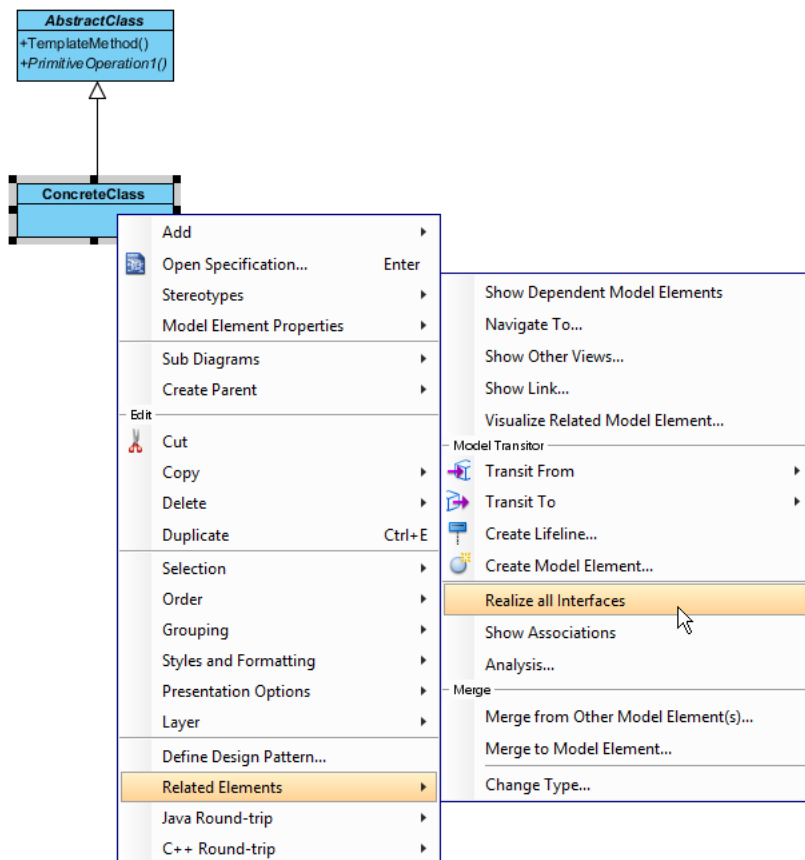 AbstractClass
+TemplateMethod()
+PrimitiveOperation1()
ConcreteClass
Add
Open Specification... Enter
Stereotypes
Model Element Properties
Sub Diagrams
Create Parent
Edit
Cut
Copy
Delete
Duplicate Ctrl+E
Selection
Order
Grouping
Styles and Formatting
Presentation Options
Layer
Define Design Pattern...
Related Elements
Java Round-trip
C++ Round-trip
Show Dependent Model Elements
Navigate To...
Show Other Views...
Show Link...
Visualize Related Model Element...
Model Transitor
Transit From
Transit To
Create Lifeline...
Create Model Element...
Realize all Interfaces
Show Associations
Analysis...
Merge
Merge from Other Model Element(s)...
Merge to Model Element...
Change Type...